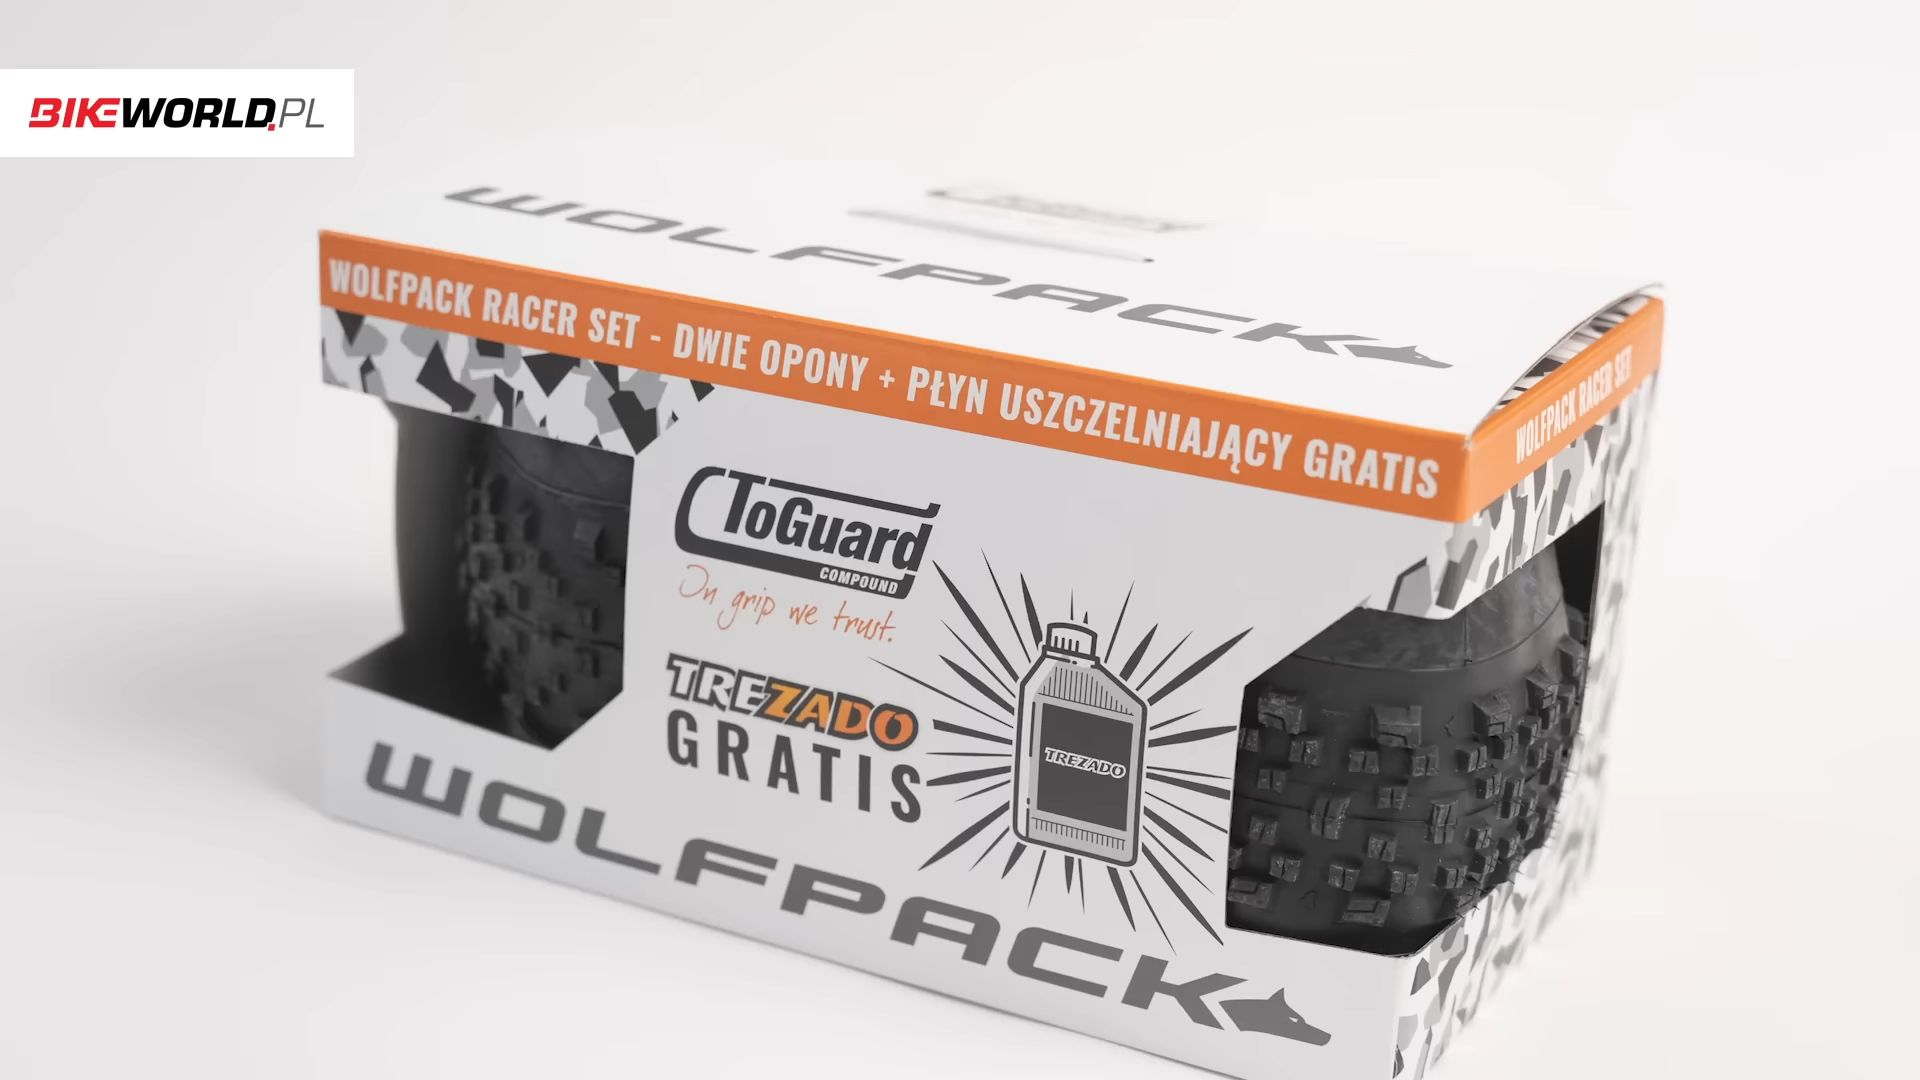 BIKEWORLD.PL
WOLFPACK
WOLFPACK RACER SET - DWIE OPONY + PŁYN USZCZELNIAJĄCY GRATIS
WOLFPACK RACER SET
ToGuard
COMPOUND
In grip we trust.
TREZADO
GRATIS
TREZADO
WOLFPACK